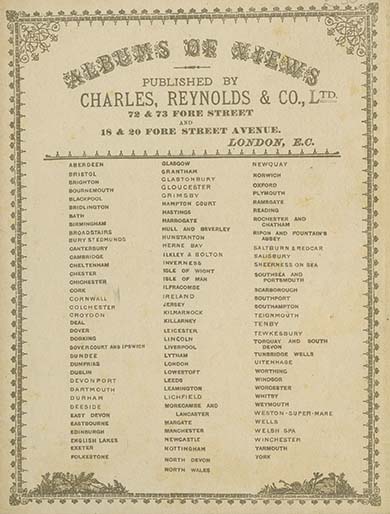 ALBUMS OF VIEWS
PUBLISHED BY
CHARLES, REYNOLDS & CO., LTD.
72 & 73 FORE STREET
AND
18 & 20 FORE STREET AVENUE.
LONDON, E.C.
ABERDEEN
BRISTOL
BRIGHTON
BOURNEMOUTH
BLACKPOOL
BRIDLINGTON
BATH
BIRMINGHAM
BROADSTAIRS
BURY ST EDMUNDS
CANTERBURY
CAMBRIDGE
CHELTENHAM
CHESTER
CHICHESTER
CORK
CORNWALL
COLCHESTER
CROYDON
DEAL
DOVER
DORKING
DOVERCOURT AND IPSWICH
DUNDEE
DUMFRIAS
DUBLIN
DEVONPORT
DARTMOUTH
DURHAM
DEESIDE
EAST DEVON
EASTBOURNE
EDINBURGH
ENGLISH LAKES
EXETER
FOLKESTONE
GLASGOW
GRANTHAM
GLASTONBURY
GLOUCESTER
GRIMSBY
HAMPTON COURT
HASTINGS
HARROGATE
HULL AND BEVERLEY
HUNSTANTON
HERNE BAY
ILKLEY & BOLTON
INVERNESS
ISLE OF WIGHT
ISLE OF MAN
ILFRACOMBE
IRELAND
JERSEY
KILMARNOCK
KILLARNEY
LEICESTER
LINCOLN
LIVERPOOL
LYTHAM
LONDON
LOWESTOFT
LEEDS
LEAMINGTON
LICHFIELD
MORECAMBE AND
LANCASTER
MARGATE
MANCHESTER
NEWCASTLE
NOTTINGHAM
NORTH DEVON
NORTH WALES
NEWQUAY
NORWICH
OXFORD
PLYMOUTH
RAMSGATE
READING
ROCHESTER AND
CHATHAM
RIPON AND FOUNTAIN'S
ABBEY
SALTBURN & REDCAR
SALISBURY
SHEERNESS ON SEA
SOUTHSEA AND
PORTSMOUTH
SCARBOROUGH
SOUTHPORT
SOUTHAMPTON
TEIGNMOUTH
TENBY
TEWKESBURY
TORQUAY AND SOUTH
DEVON
TUNBRIDGE WELLS
UITENHAGE
WORTHING
WINDSOR
WORCESTER
WHITBY
WEYMOUTH
WESTON-SUPER-MARE
WELLS
WELSH SPA
WINCHESTER
YARMOUTH
YORK